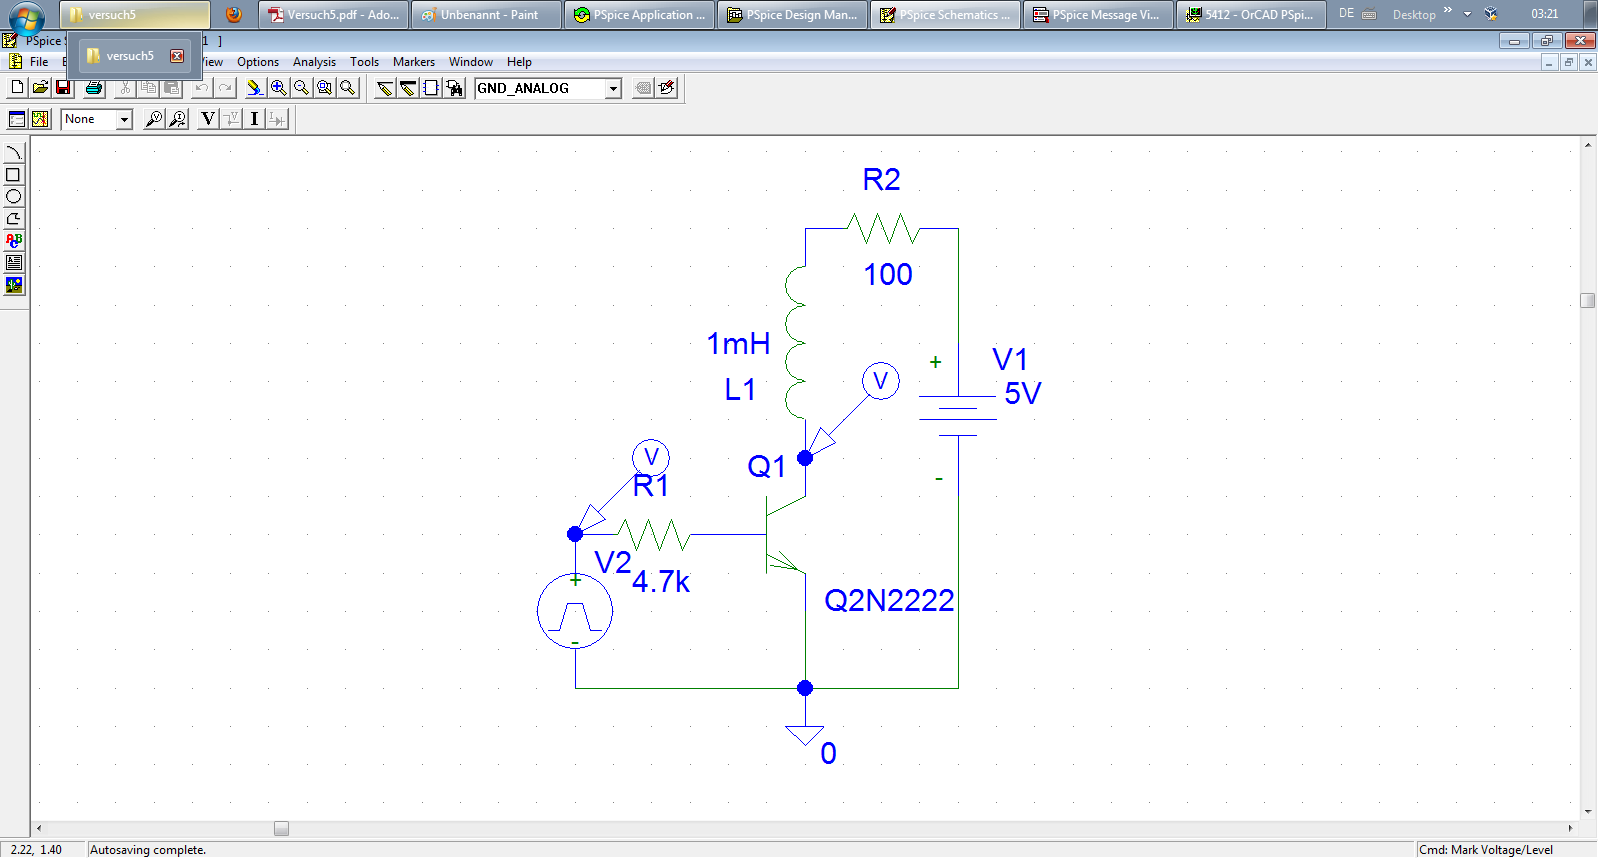 versuch5
Versuch5.pdf - Ado...
Unbenannt - Paint
PSpice Application ...
PSpice Design Man...
PSpice Schematics ...
PSpice Message Vi...
5412 - OrCAD PSpi...
DE
Desktop
»
03:21
PSpice S
1 ]
versuch5
File
View
Options
Analysis
Tools
Markers
Window
Help
GND_ANALOG
None
V
I
ABC
R2
100
1mH
L1
V
+
V1
5V
-
Q1
V
R1
V2
4.7k
+
-
Q2N2222
0
2.22, 1.40
Autosaving complete.
Cmd: Mark Voltage/Level